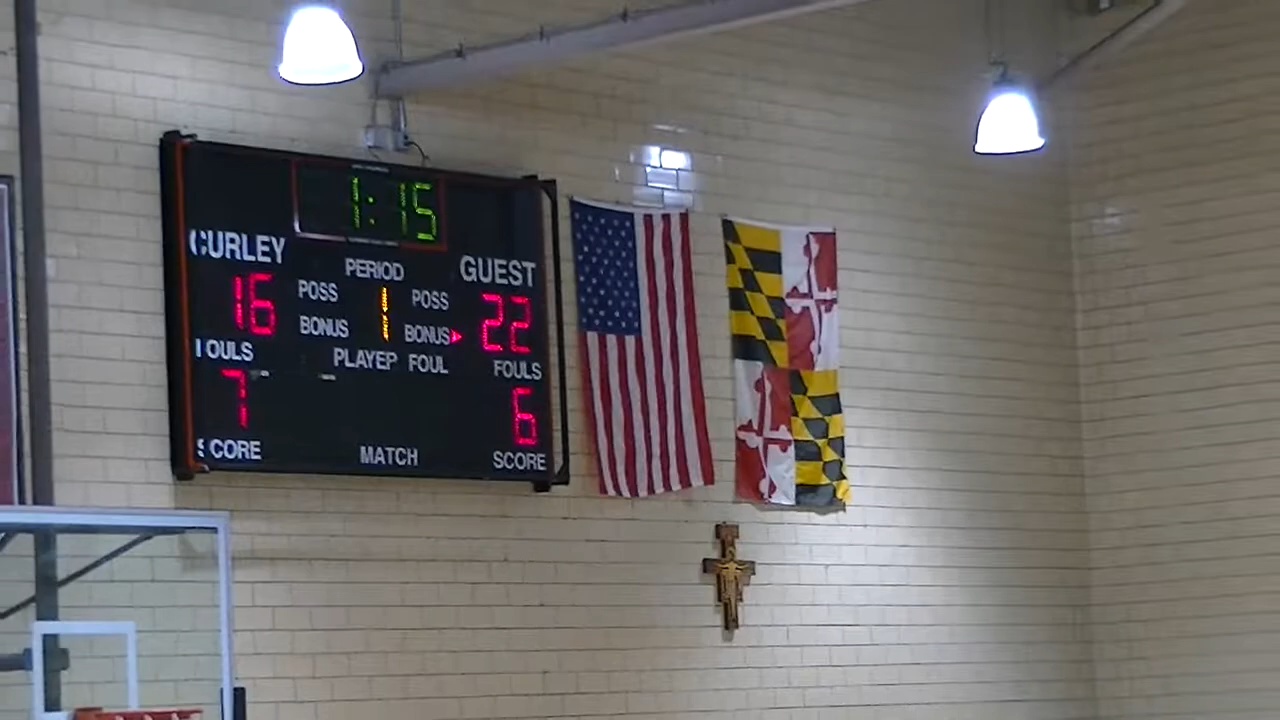 1:15
CURLEY
PERIOD
GUEST
16
POSS
1
POSS
22
BONUS
BONUS
FOULS
PLAYER FOUL
FOULS
7
6
SCORE
MATCH
SCORE